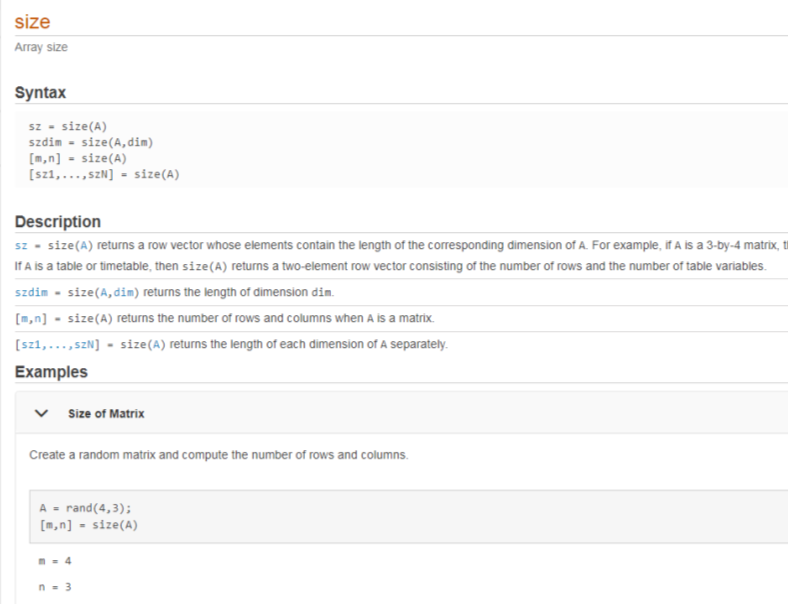 size
Array size
Syntax
sz = size(A)
szdim = size(A,dim)
[m,n] = size(A)
[sz1,...,szN] = size(A)
Description
sz = size(A) returns a row vector whose elements contain the length of the corresponding dimension of A. For example, if A is a 3-by-4 matrix,
If A is a table or timetable, then size(A) returns a two-element row vector consisting of the number of rows and the number of table variables.
szdim = size(A,dim) returns the length of dimension dim.
[m,n] = size(A) returns the number of rows and columns when A is a matrix.
[sz1,...,szN] = size(A) returns the length of each dimension of A separately.
Examples
Size of Matrix
Create a random matrix and compute the number of rows and columns.
A = rand(4,3);
[m,n] = size(A)
m = 4
n = 3